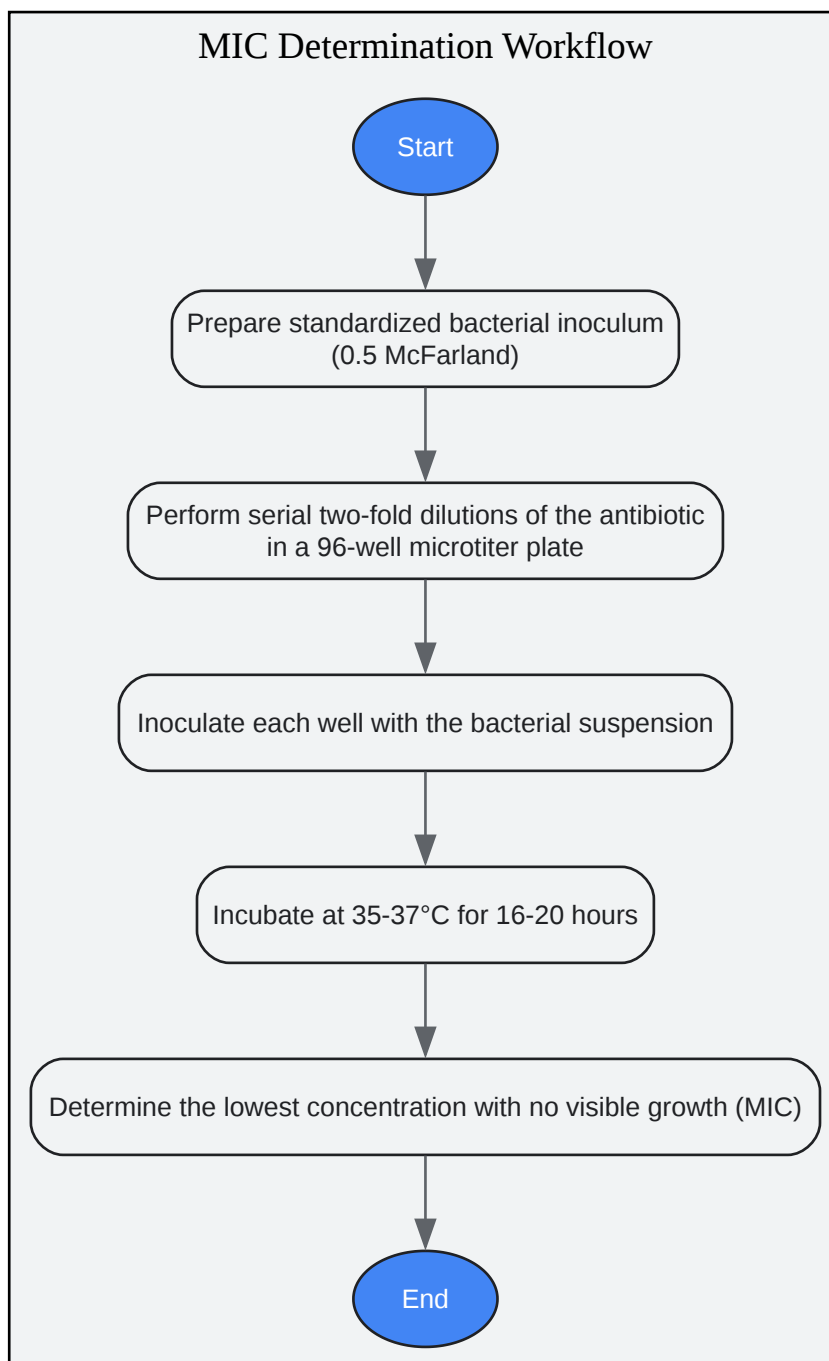 MIC Determination Workflow
Start
Prepare standardized bacterial inoculum
(0.5 McFarland)
Perform serial two-fold dilutions of the antibiotic
in a 96-well microtiter plate
Inoculate each well with the bacterial suspension
Incubate at 35-37°C for 16-20 hours
Determine the lowest concentration with no visible growth (MIC)
End